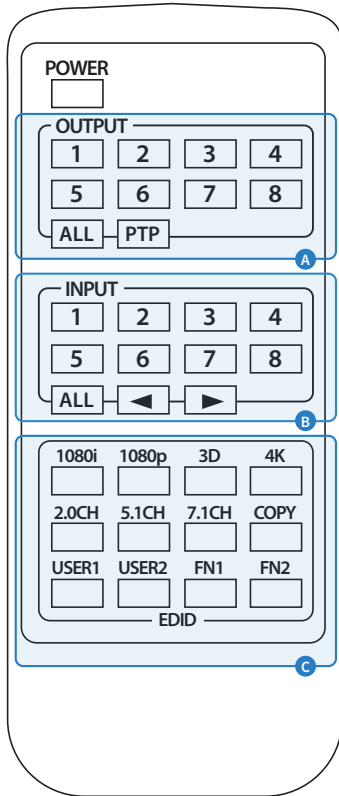 POWER
OUTPUT
1 2 3 4
5 6 7 8
ALL PTP
A
INPUT
1 2 3 4
5 6 7 8
ALL ◄ ►
B
1080i 1080p 3D 4K
2.0CH 5.1CH 7.1CH COPY
USER1 USER2 FN1 FN2
EDID
C